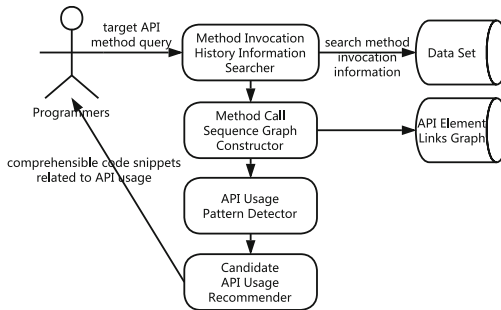 target API
method query
Method Invocation
History Information
Searcher
search method
invocation
information
Data Set
Programmers
Method Call
Sequence Graph
Constructor
API Element
Links Graph
comprehensible code snippets
related to API usage
API Usage
Pattern Detector
Candidate
API Usage
Recommender